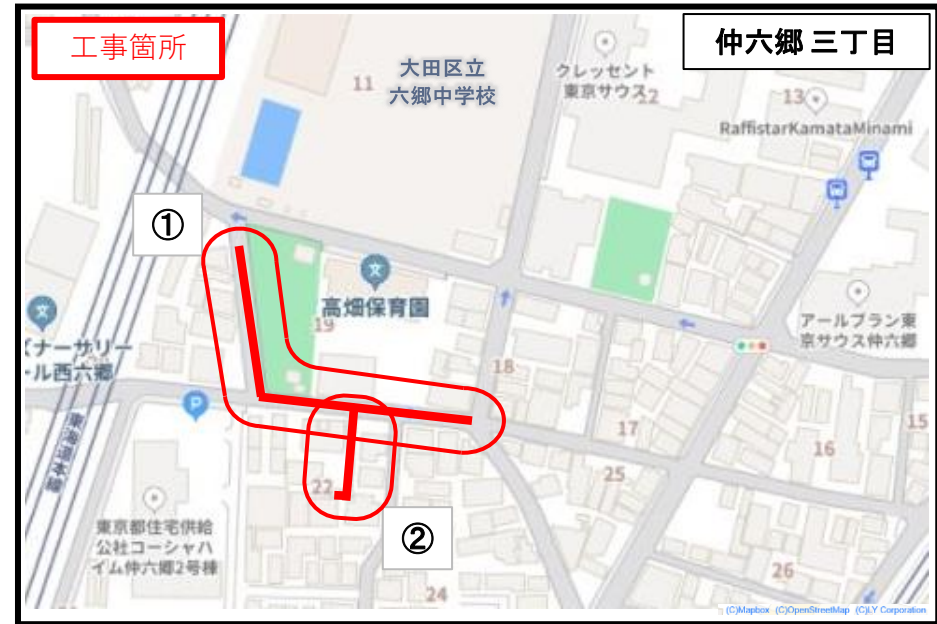 工事箇所
仲六郷 三丁目
大田区立
六郷中学校
11
クレッセント
東京サウス
12
13
RaffistarKamataMinami
①
高畑保育園
19
アールプラン東
京サウス仲六郷
ナーサリー
ール西六郷
18
P
東海道本線
17
15
16
25
22
②
東京都住宅供給
公社コーシャハ
イム仲六郷2号棟
24
26
(C)Mapbox (C)OpenStreetMap (C)LY Corporation